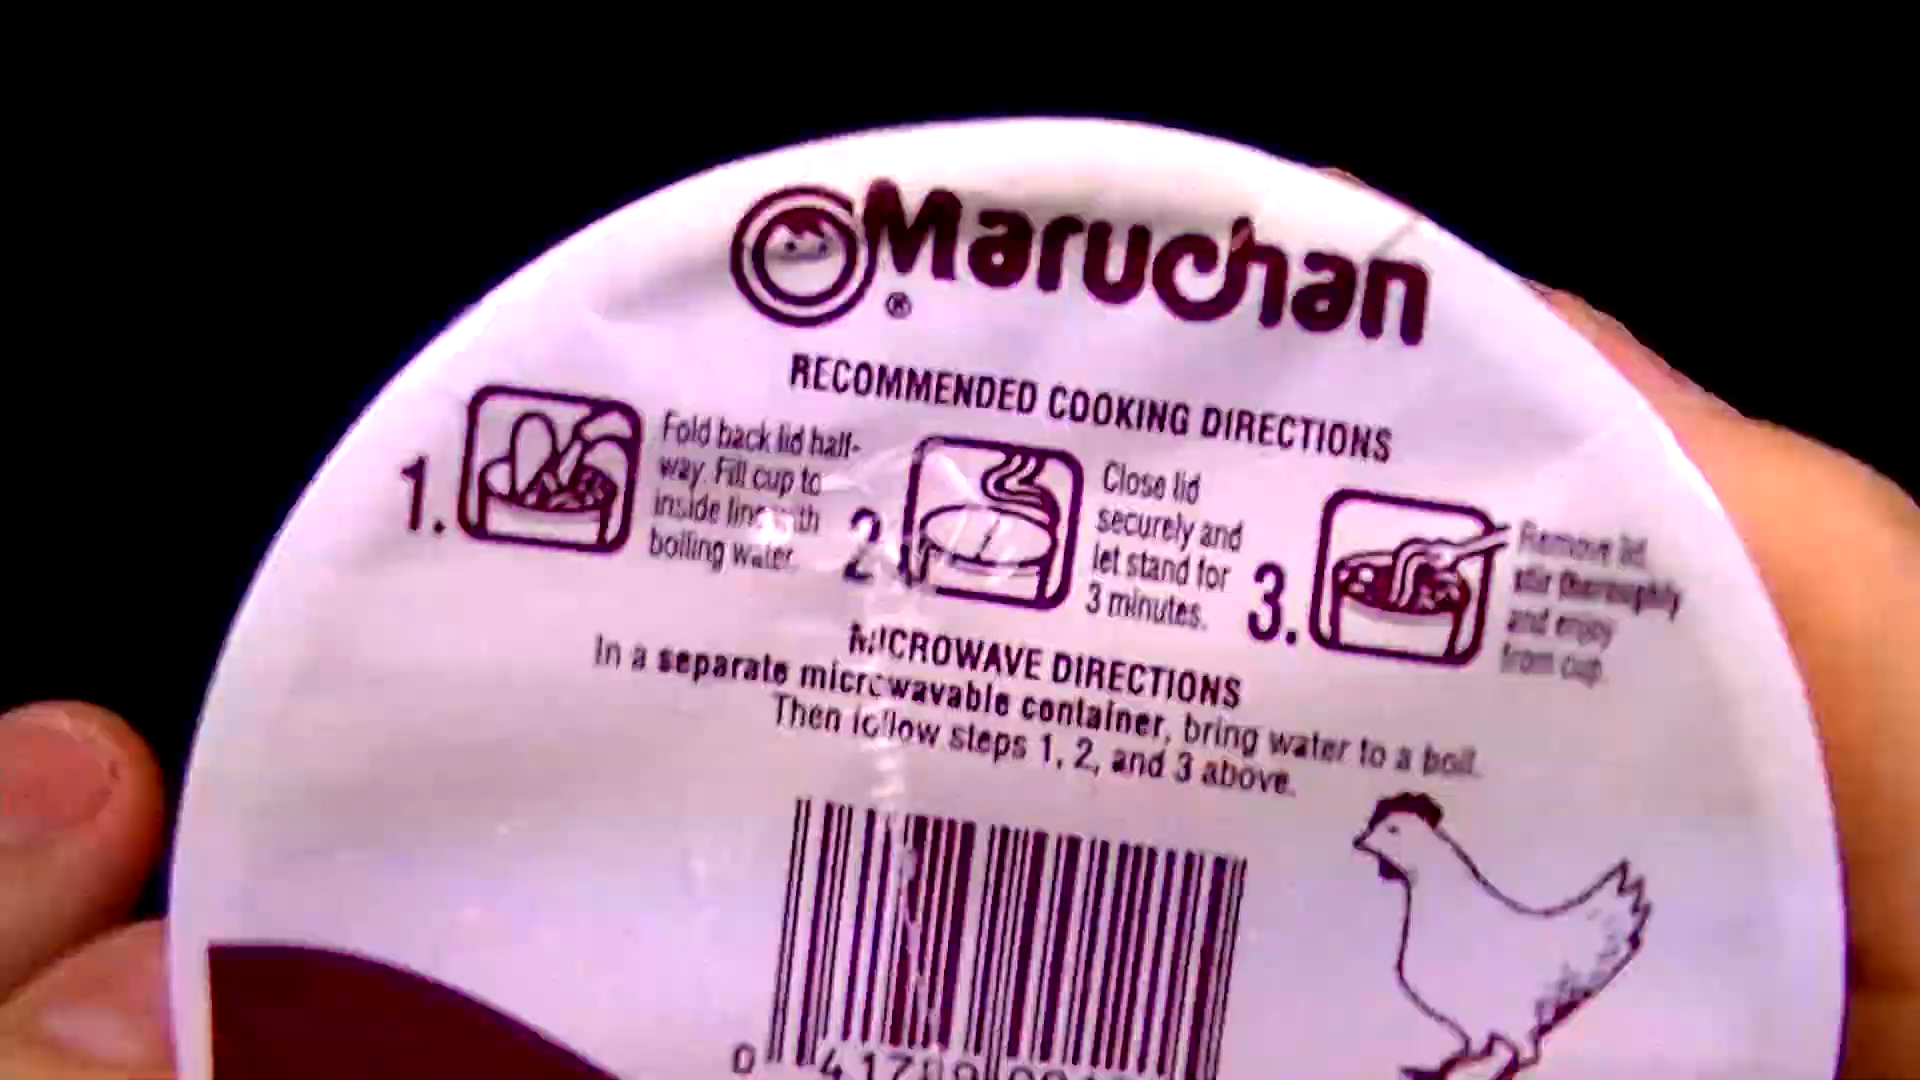 Maruchan
®
RECOMMENDED COOKING DIRECTIONS
1.
Fold back lid half-
way. Fill cup to
inside line with
boiling water.
2.
Close lid
securely and
let stand for
3 minutes.
3.
Remove lid,
stir thoroughly
and enjoy
from cup.
MICROWAVE DIRECTIONS
In a separate microwavable container, bring water to a boil.
Then follow steps 1, 2, and 3 above.
0